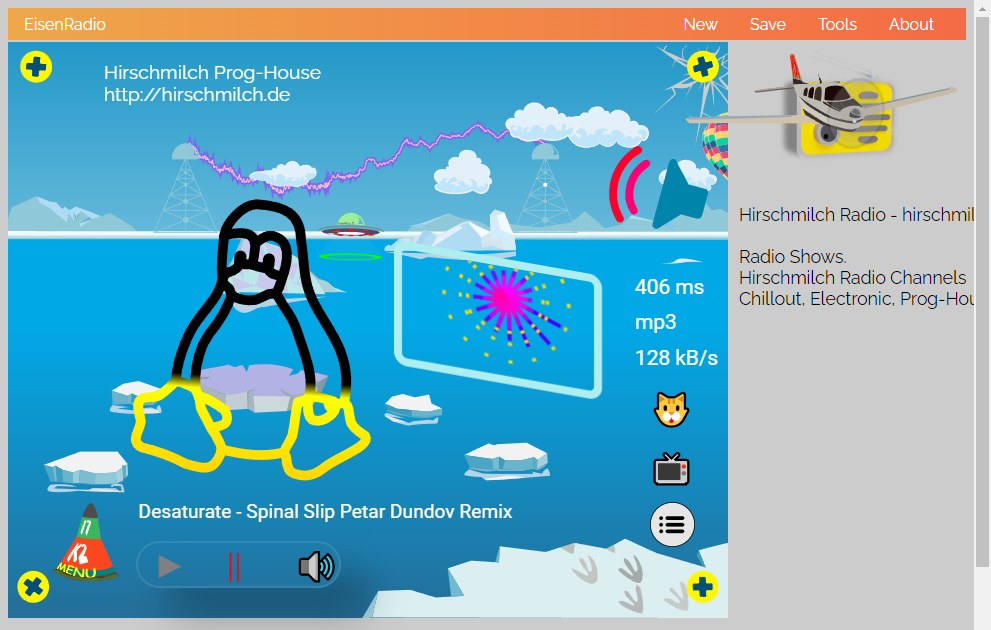 EisenRadio
New Save Tools About
Hirschmilch Prog-House
http://hirschmilch.de
Hirschmilch Radio - hirschmil
Radio Shows.
Hirschmilch Radio Channels
Chillout, Electronic, Prog-Hou
406 ms
mp3
128 kB/s
Desaturate - Spinal Slip Petar Dundov Remix
MENU